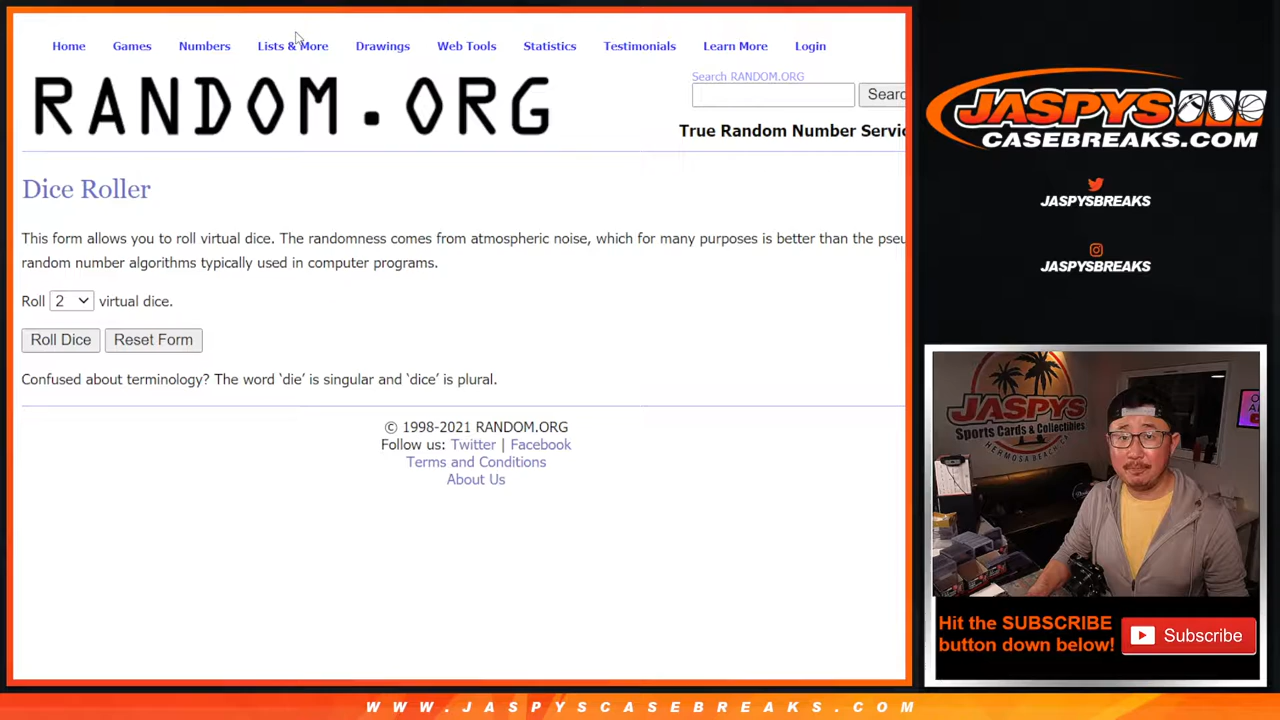 Home Games Numbers Lists & More Drawings Web Tools Statistics Testimonials Learn More Login
RANDOM.ORG
Search RANDOM.ORG
Searc
True Random Number Servic
Dice Roller
This form allows you to roll virtual dice. The randomness comes from atmospheric noise, which for many purposes is better than the pseu
random number algorithms typically used in computer programs.
Roll 2 virtual dice.
Roll Dice Reset Form
Confused about terminology? The word ‘die’ is singular and ‘dice’ is plural.
© 1998-2021 RANDOM.ORG
Follow us: Twitter | Facebook
Terms and Conditions
About Us
JASPYS
CASEBREAKS.COM
JASPYSBREAKS
JASPYSBREAKS
JASPYS
Sports Cards & Collectibles
HERMOSA BEACH, CA
Hit the SUBSCRIBE
button down below!
Subscribe
WWW.JASPYSCASEBREAKS.COM